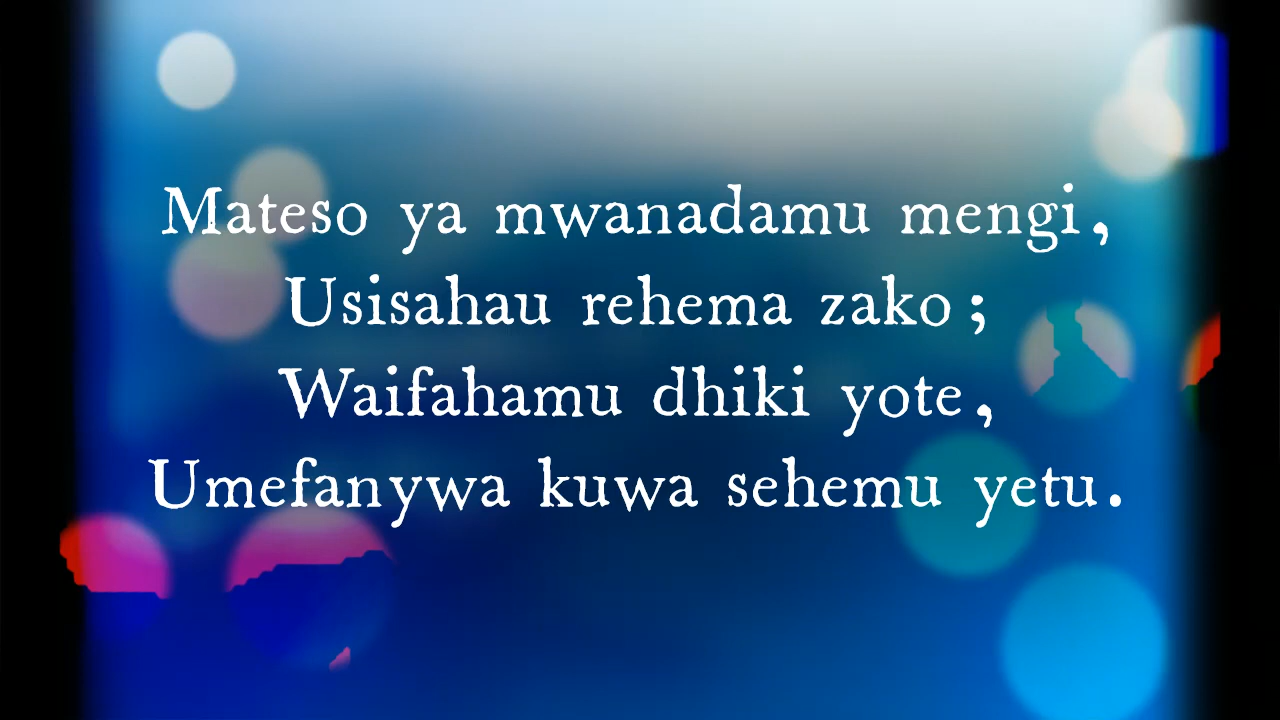 Mateso ya mwanadamu mengi,
Usisahau rehema zako;
Waifahamu dhiki yote,
Umefanywa kuwa sehemu yetu.